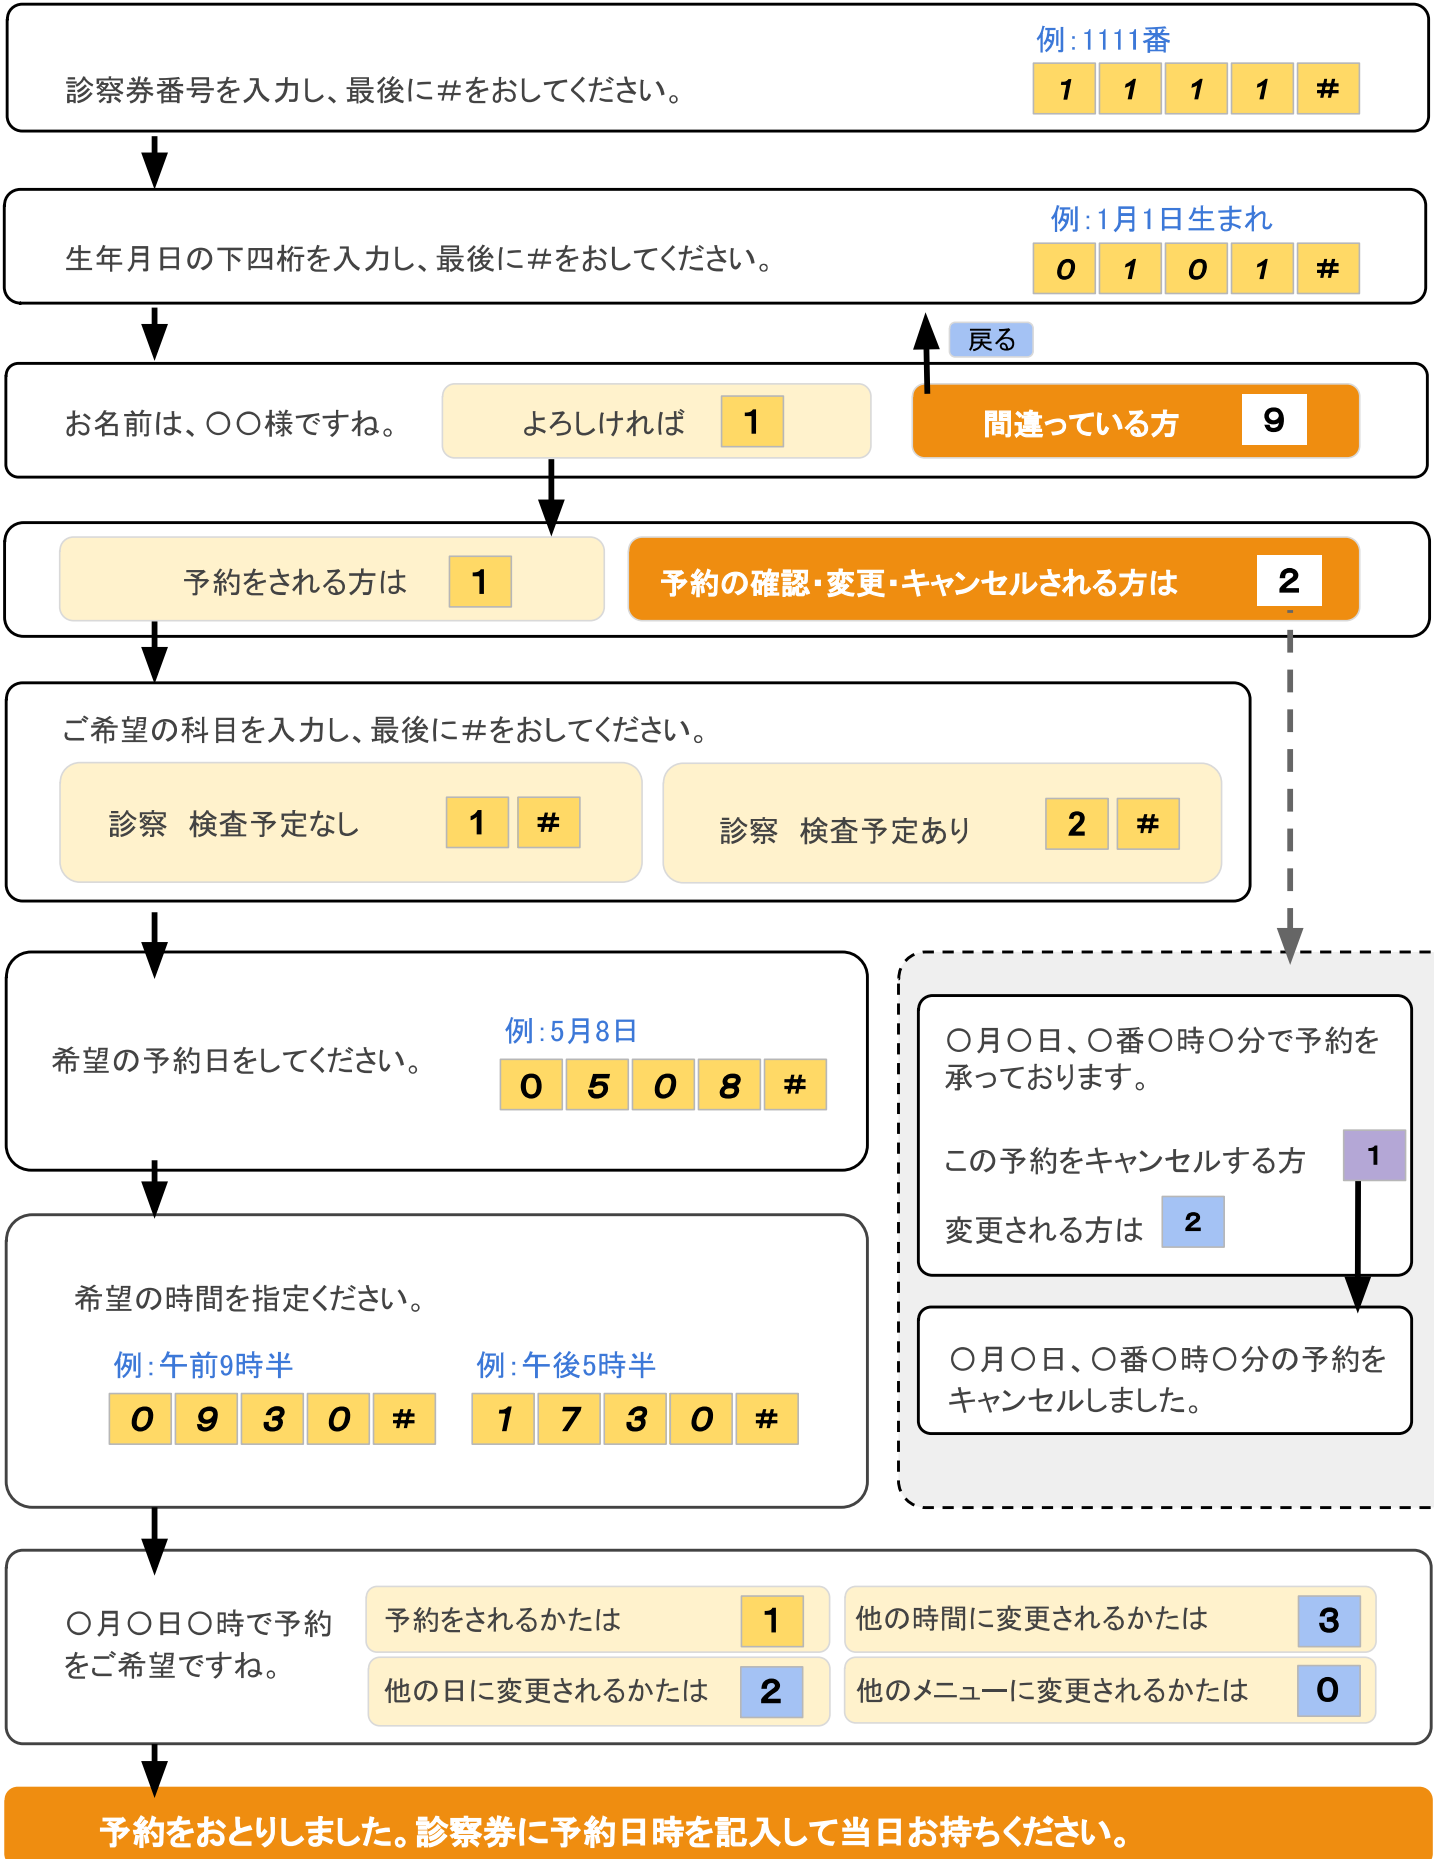 例：1111番
診察券番号を入力し、最後に＃をおしてください。
1 1 1 1 #
例：1月1日生まれ
生年月日の下四桁を入力し、最後に＃をおしてください。
0 1 0 1 #
戻る
お名前は、〇〇様ですね。
よろしければ 1
間違っている方 9
予約をされる方は 1
予約の確認・変更・キャンセルされる方は 2
ご希望の科目を入力し、最後に＃をおしてください。
診察　検査予定なし 1 #
診察　検査予定あり 2 #
例：5月8日
希望の予約日をしてください。
0 5 0 8 #
希望の時間を指定ください。
例：午前9時半
0 9 3 0 #
例：午後5時半
1 7 3 0 #
〇月〇日、〇番〇時〇分で予約を
承っております。
この予約をキャンセルする方 1
変更される方は 2
〇月〇日、〇番〇時〇分の予約を
キャンセルしました。
〇月〇日〇時で予約
をご希望ですね。
予約をされるかたは 1
他の時間に変更されるかたは 3
他の日に変更されるかたは 2
他のメニューに変更されるかたは 0
予約をおとりしました。診察券に予約日時を記入して当日お持ちください。